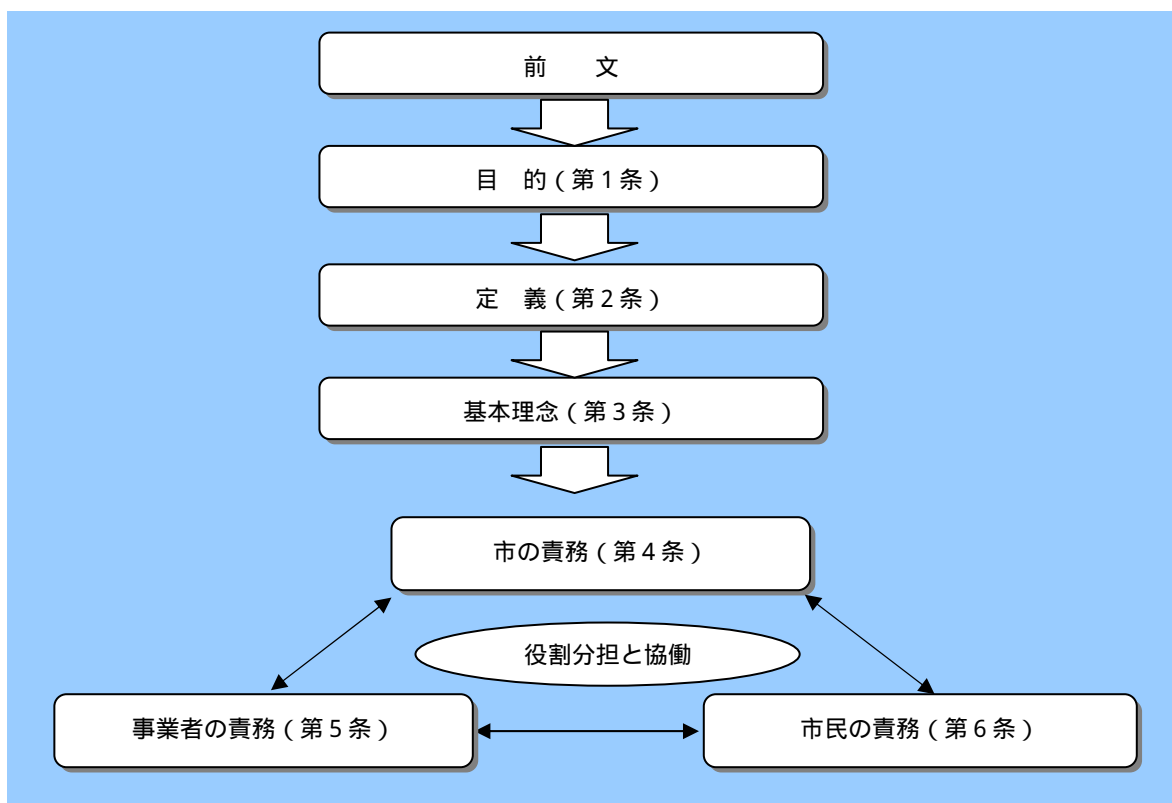 前　　文
目　的（第１条）
定　義（第２条）
基本理念（第３条）
市の責務（第４条）
役割分担と協働
事業者の責務（第５条）
市民の責務（第６条）